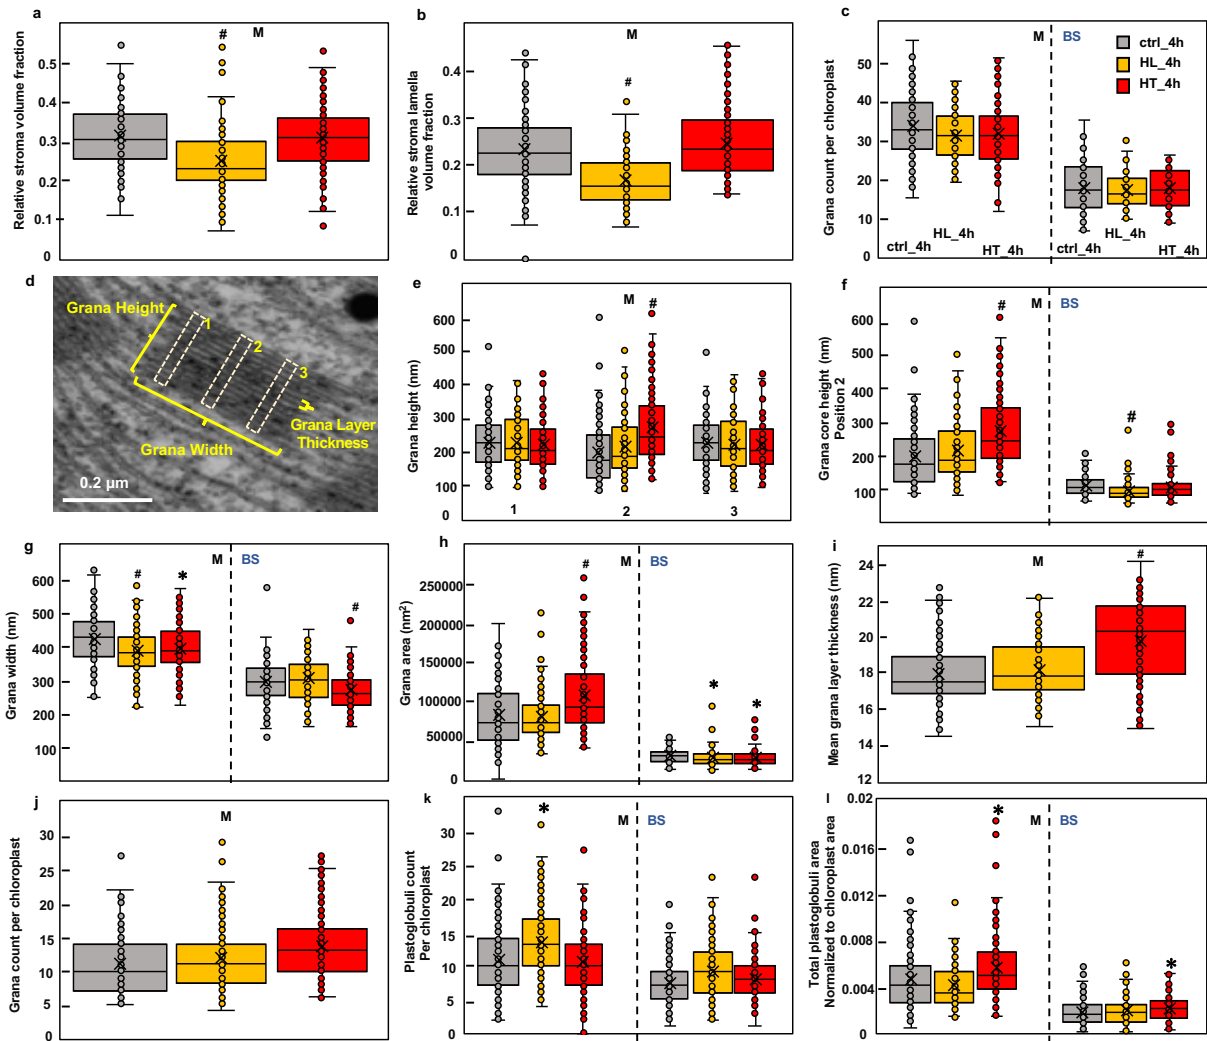 a
Relative stroma volume fraction
0.5
0.4
0.3
0.2
0.1
0
#
M
b
Relative stroma lamella
volume fraction
0.4
0.3
0.2
0.1
0
M
#
c
Grana count per chloroplast
50
40
30
20
10
0
M
BS
ctrl_4h
HL_4h
HT_4h
ctrl_4h
HL_4h
HT_4h
ctrl_4h
HL_4h
HT_4h
d
Grana Height
1
2
3
Grana Layer
Thickness
Grana Width
0.2 µm
e
Grana height (nm)
600
500
400
300
200
100
0
M
#
1
2
3
f
Grana core height (nm)
Position 2
600
500
400
300
200
100
0
M
BS
#
#
g
Grana width (nm)
600
500
400
300
200
100
0
M
BS
#
*
#
h
Grana area (nm²)
250000
200000
150000
100000
50000
0
M
BS
#
*
*
i
Mean grana layer thickness (nm)
24
22
20
18
16
14
12
M
#
j
Grana count per chloroplast
30
25
20
15
10
5
0
M
k
Plastoglobuli count
Per chloroplast
30
25
20
15
10
5
0
M
BS
*
l
Total plastoglobuli area
Normalized to chloroplast area
0.02
0.016
0.012
0.008
0.004
0
M
BS
*
*